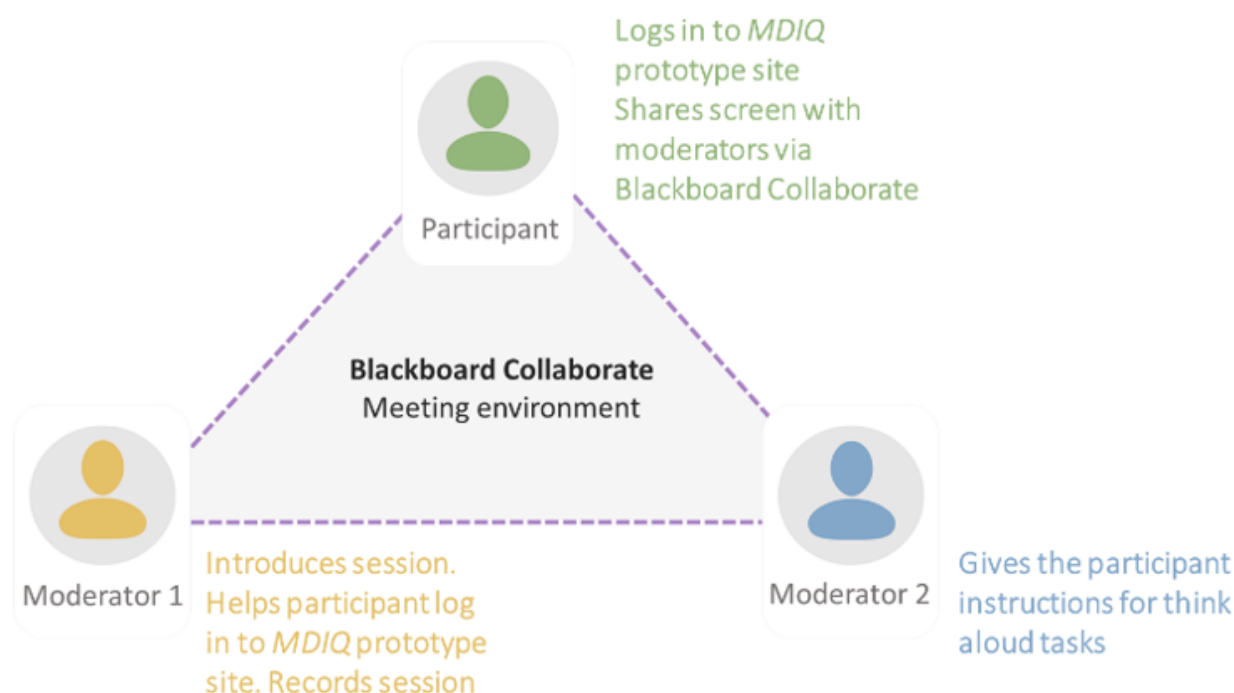 Logs in to MDIQ
prototype site
Shares screen with
moderators via
Blackboard Collaborate
Participant
Blackboard Collaborate
Meeting environment
Moderator 1
Introduces session.
Helps participant log
in to MDIQ prototype
site. Records session
Moderator 2
Gives the participant
instructions for think
aloud tasks